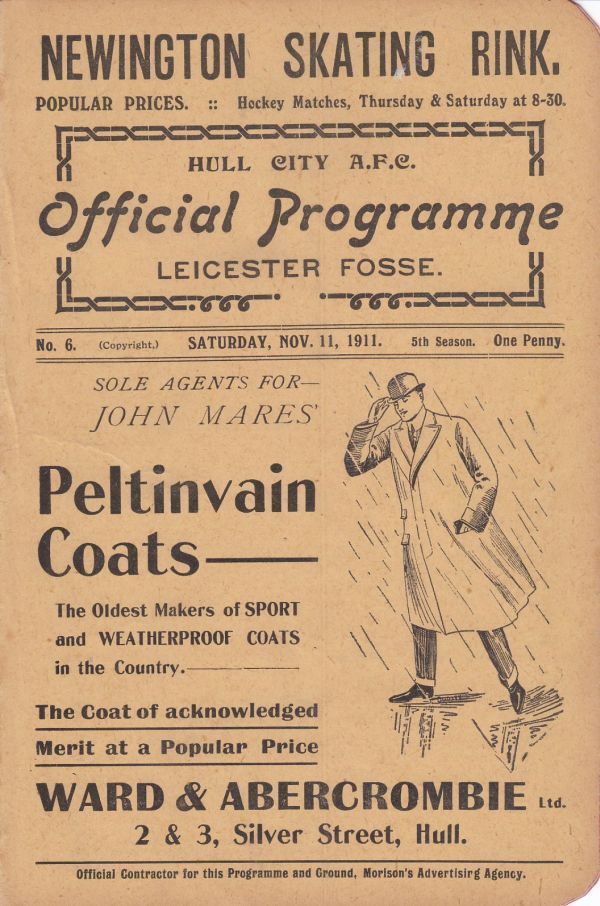 NEWINGTON SKATING RINK.
POPULAR PRICES. :: Hockey Matches, Thursday & Saturday at 8-30.
HULL CITY A.F.C.
Official Programme
LEICESTER FOSSE.
No. 6. (Copyright.) SATURDAY, NOV. 11, 1911. 5th Season. One Penny.
SOLE AGENTS FOR—
JOHN MARES'
Peltinvain
Coats—
The Oldest Makers of SPORT
and WEATHERPROOF COATS
in the Country.—
The Coat of acknowledged
Merit at a Popular Price
WARD & ABERCROMBIE Ltd.
2 & 3, Silver Street, Hull.
Official Contractor for this Programme and Ground, Morison's Advertisirg Agency.